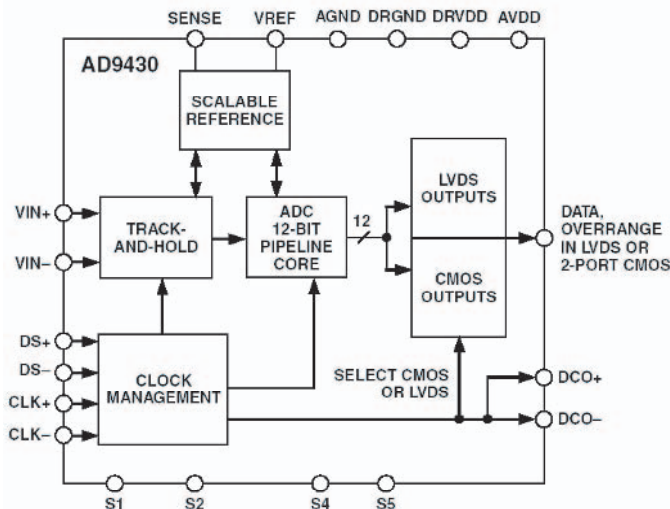 SENSE VREF AGND DRGND DRVDD AVDD
AD9430
SCALABLE
REFERENCE
VIN+
VIN–
TRACK-
AND-HOLD
ADC
12-BIT
PIPELINE
CORE
12
LVDS
OUTPUTS
CMOS
OUTPUTS
DATA,
OVERRANGE
IN LVDS OR
2-PORT CMOS
DS+
DS–
CLK+
CLK–
CLOCK
MANAGEMENT
SELECT CMOS
OR LVDS
DCO+
DCO–
S1 S2 S4 S5